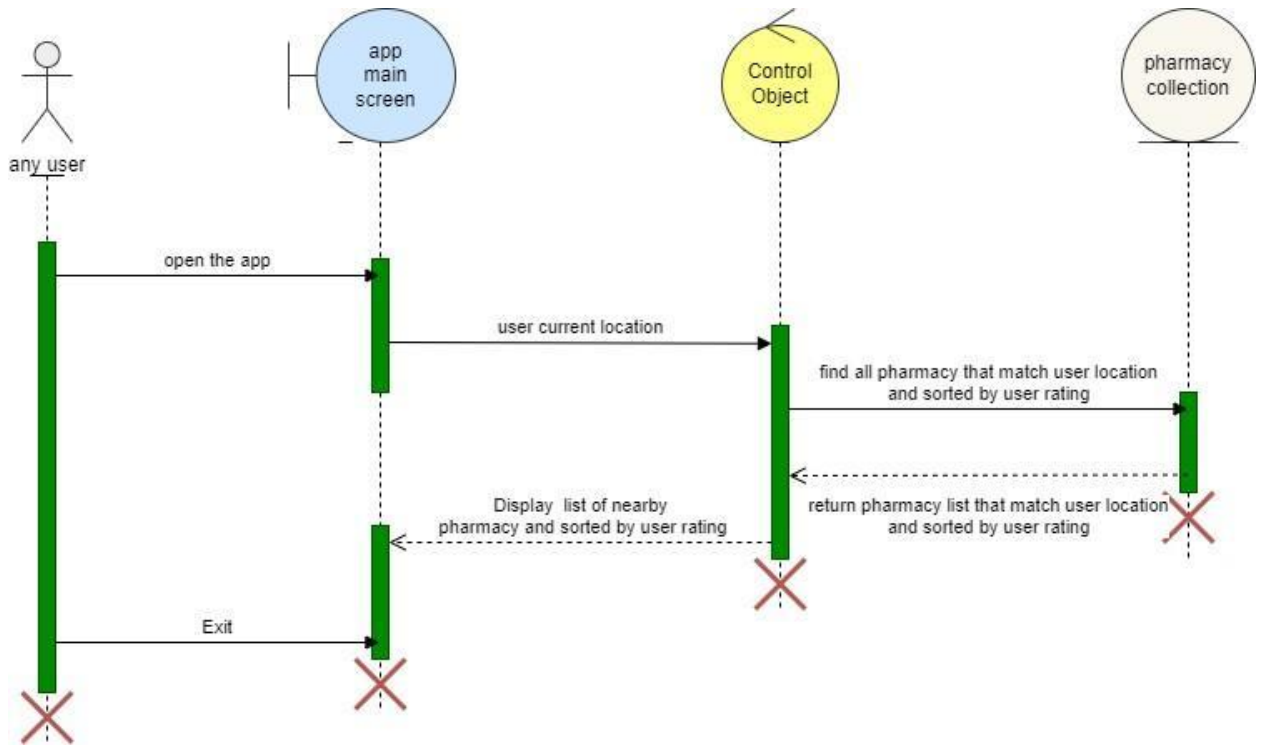 app
main
screen
Control
Object
pharmacy
collection
any user
open the app
user current location
find all pharmacy that match user location
and sorted by user rating
return pharmacy list that match user location
and sorted by user rating
Display list of nearby
pharmacy and sorted by user rating
Exit